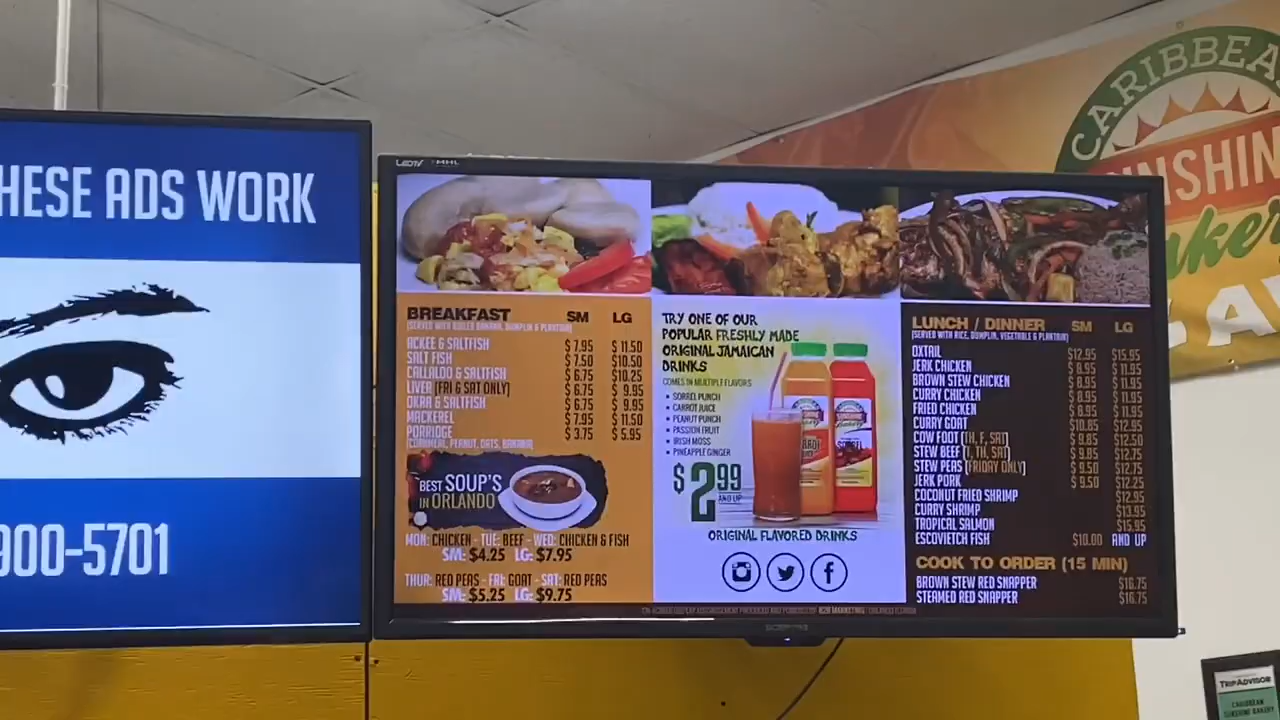 HESE ADS WORK
900-5701
LEDTV MHL
BREAKFAST SM LG
(SERVED WITH BOILED BANANA, DUMPLIN & PLANTAIN)
ACKEE & SALTFISH $7.95 $11.50
SALT FISH $7.50 $10.50
CALLALOO & SALTFISH $6.75 $10.25
LIVER (FRI & SAT ONLY) $6.75 $9.95
OKRA & SALTFISH $6.75 $9.95
MACKEREL $7.95 $11.50
PORRIDGE $3.75 $5.95
(CORNMEAL, PEANUT, OATS, BANANA)
BEST SOUP'S
IN ORLANDO
MON: CHICKEN - TUE: BEEF - WED: CHICKEN & FISH
SM: $4.25 LG: $7.95
THUR: RED PEAS - FRI: GOAT - SAT: RED PEAS
SM: $5.25 LG: $9.75
TRY ONE OF OUR
POPULAR FRESHLY MADE
ORIGINAL JAMAICAN
DRINKS
COMES IN MULTIPLE FLAVORS
• SORREL PUNCH
• CARROT JUICE
• PEANUT PUNCH
• PASSION FRUIT
• IRISH MOSS
• PINEAPPLE GINGER
$2.99
AND UP
ORIGINAL FLAVORED DRINKS
LUNCH / DINNER SM LG
(SERVED WITH RICE, DUMPLIN, VEGETABLE & PLANTAIN)
OXTAIL $12.95 $15.95
JERK CHICKEN $8.95 $11.95
BROWN STEW CHICKEN $8.95 $11.95
CURRY CHICKEN $8.95 $11.95
FRIED CHICKEN $8.95 $11.95
CURRY GOAT $10.85 $12.95
COW FOOT (TH, F, SAT) $9.85 $12.50
STEW BEEF (T, TH, SAT) $9.85 $12.75
STEW PEAS (FRIDAY ONLY) $9.50 $12.75
JERK PORK $9.50 $12.25
COCONUT FRIED SHRIMP $12.95
CURRY SHRIMP $13.95
TROPICAL SALMON $15.95
ESCOVIETCH FISH $10.00 AND UP
COOK TO ORDER (15 MIN)
BROWN STEW RED SNAPPER $16.75
STEAMED RED SNAPPER $16.75
SCEPTRE
CARIBBEA
UNSHIN
aker
TRIPADVISOR
CARIBBEAN
SUNSHINE BAKERY